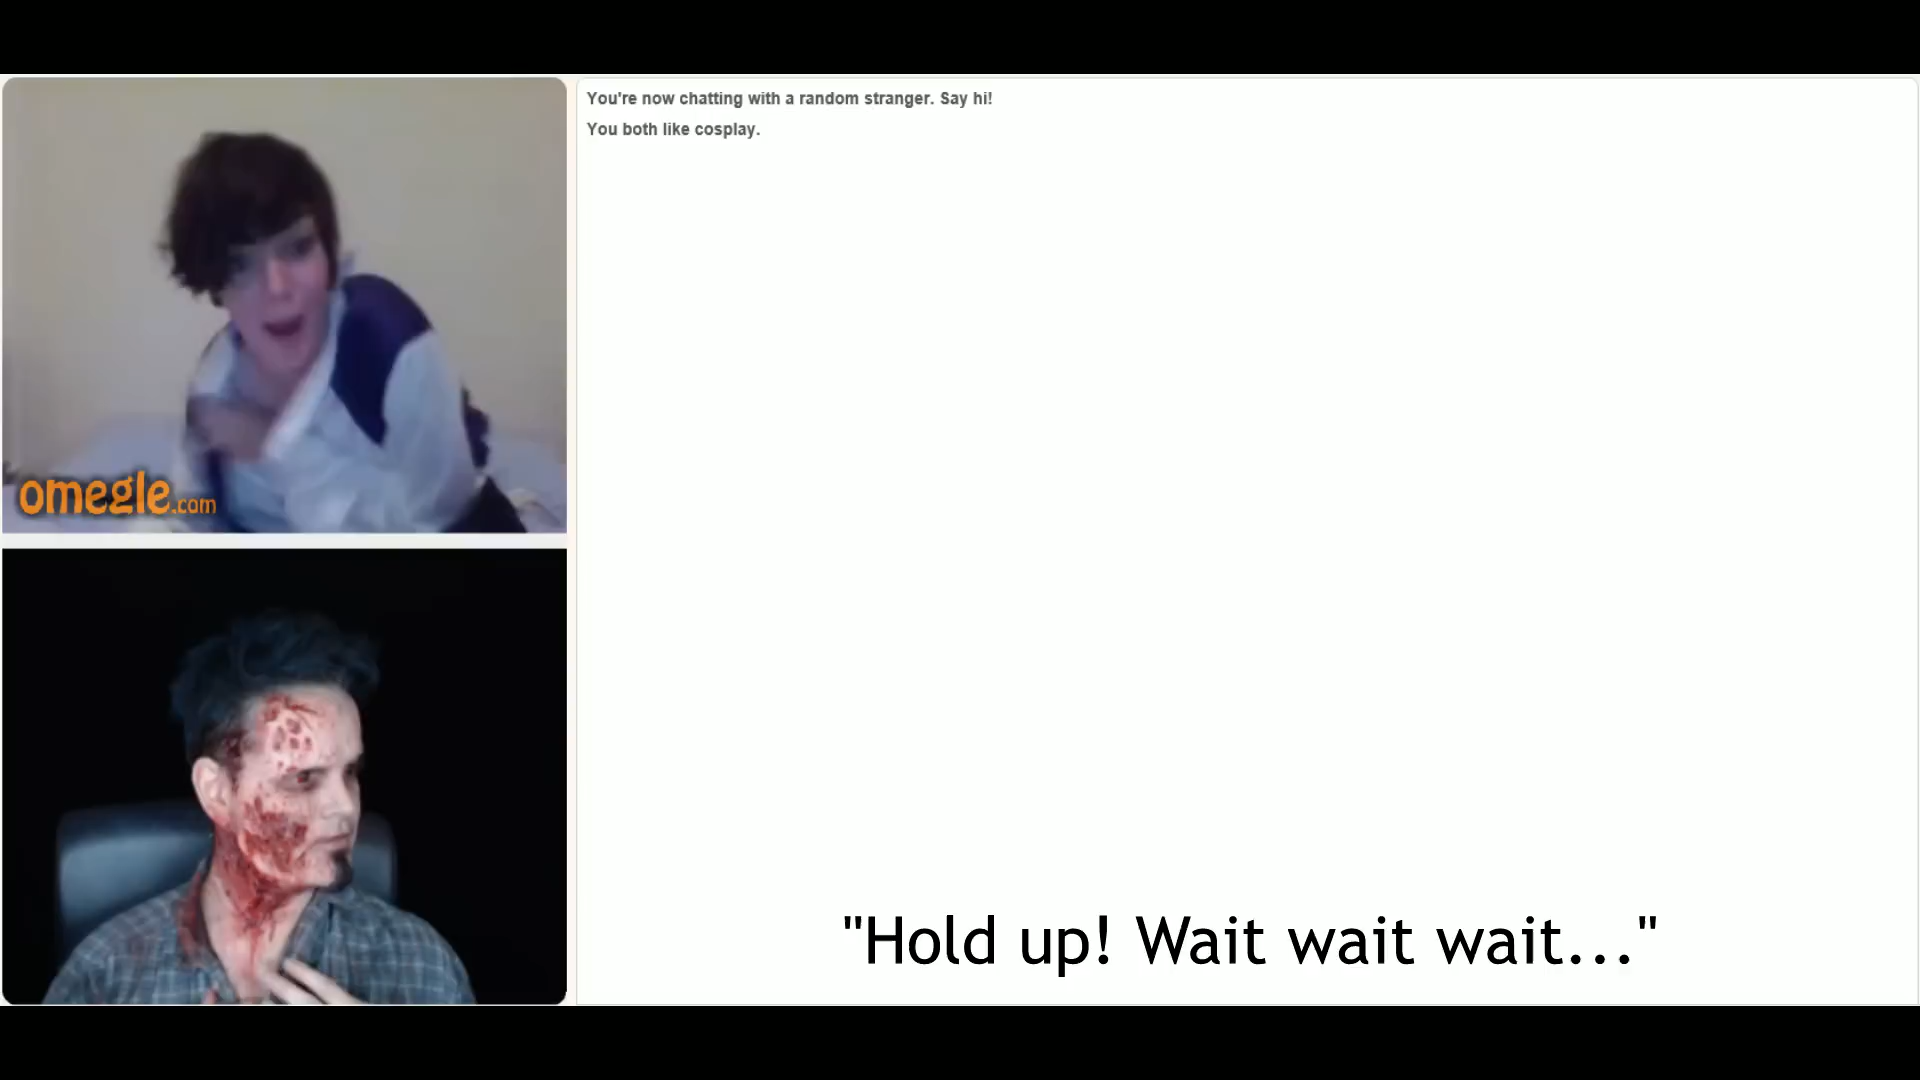 You're now chatting with a random stranger. Say hi!
You both like cosplay.
omegle.com
"Hold up! Wait wait wait..."